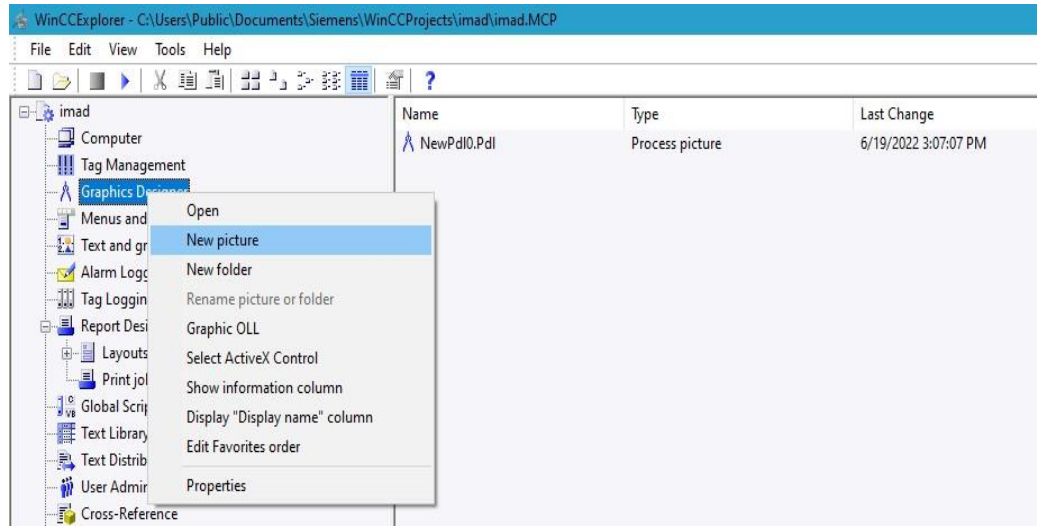 WinCCExplorer - C:\Users\Public\Documents\Siemens\WinCCProjects\imad\imad.MCP
File Edit View Tools Help
imad
Computer
Tag Management
Graphics Designer
Menus and
Text and gr
Alarm Logg
Tag Loggin
Report Desi
Layouts
Print jo
Global Scrip
Text Library
Text Distrib
User Admir
Cross-Reference
Open
New picture
New folder
Rename picture or folder
Graphic OLL
Select ActiveX Control
Show information column
Display "Display name" column
Edit Favorites order
Properties
Name Type Last Change
NewPdl0.Pdl Process picture 6/19/2022 3:07:07 PM